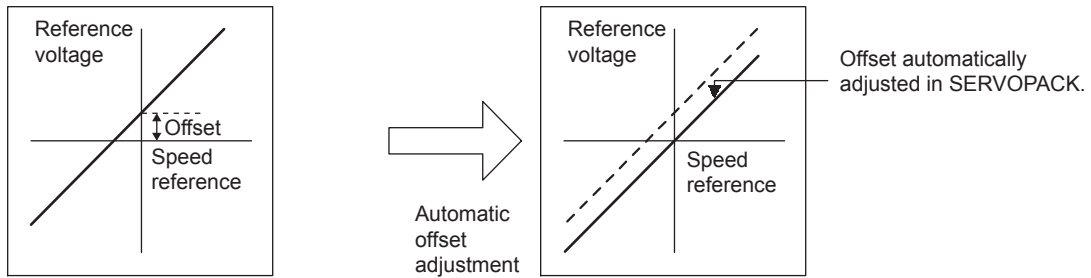 Reference
voltage
Offset
Speed
reference
Automatic
offset
adjustment
Reference
voltage
Speed
reference
Offset automatically
adjusted in SERVOPACK.